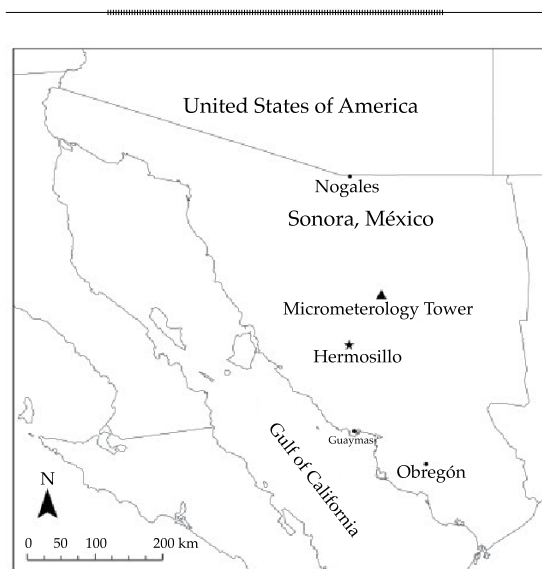 United States of America
Nogales
Sonora, México
Micrometerology Tower
Hermosillo
Guaymas
Obregón
Gulf of California
N
0 50 100 200 km